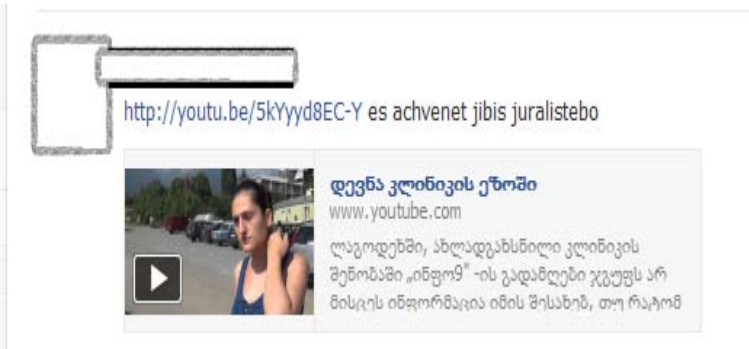 http://youtu.be/5kYyyd8EC-Y es achvenet jibis juralistebo
დევნა კლინიკის ეზოში
www.youtube.com
ლაგოდეხში, ახლადგახსნილი კლინიკის
შენობაში „ინფო9" -ის გადამღები ჯგუფს არ
მისცეს ინფორმაცია იმის შესახებ, თუ რატომ